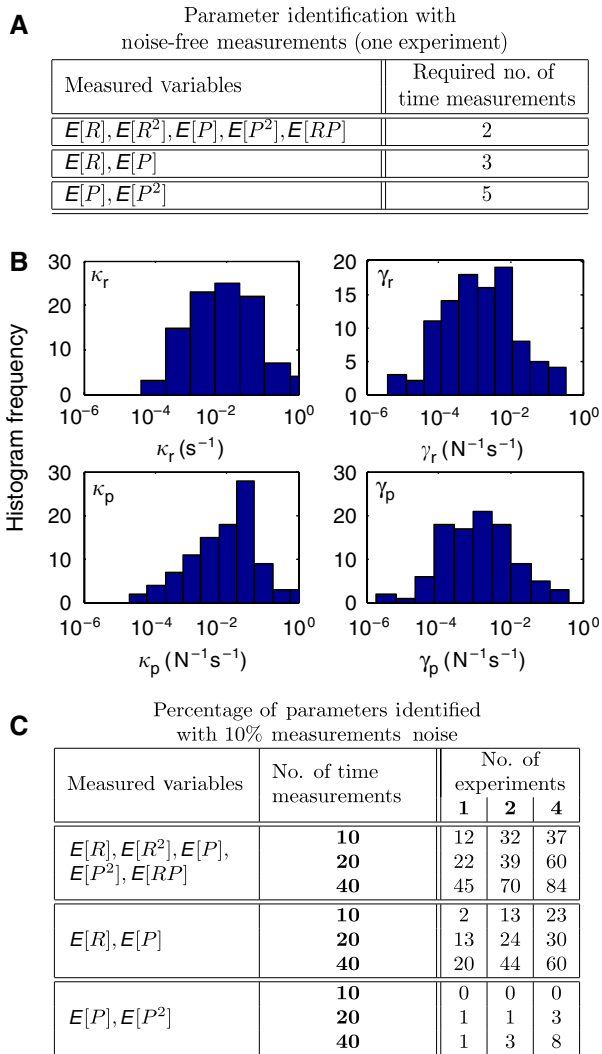 A
Parameter identification with
noise-free measurements (one experiment)
Measured variables
Required no. of
time measurements
E[R], E[R²], E[P], E[P²], E[RP] 2
E[R], E[P] 3
E[P], E[P²] 5
B
Histogram frequency
κr
30
20
10
0
10⁻⁶ 10⁻⁴ 10⁻² 10⁰
κr (s⁻¹)
γr
20
15
10
5
0
10⁻⁶ 10⁻⁴ 10⁻² 10⁰
γr (N⁻¹s⁻¹)
κp
30
20
10
0
10⁻⁶ 10⁻⁴ 10⁻² 10⁰
κp (N⁻¹s⁻¹)
γp
30
20
10
0
10⁻⁶ 10⁻⁴ 10⁻² 10⁰
γp (N⁻¹s⁻¹)
C
Percentage of parameters identified
with 10% measurements noise
Measured variables
No. of time
measurements
No. of
experiments
1 2 4
E[R], E[R²], E[P],
E[P²], E[RP]
10 12 32 37
20 22 39 60
40 45 70 84
E[R], E[P]
10 2 13 23
20 13 24 30
40 20 44 60
E[P], E[P²]
10 0 0 0
20 1 1 3
40 1 3 8